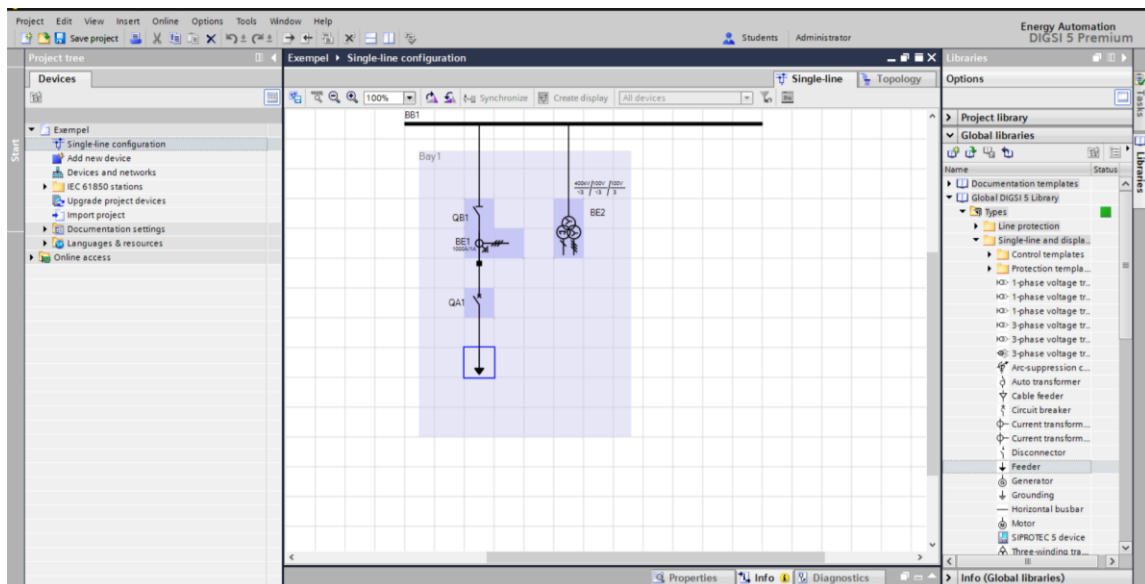 Project Edit View Insert Online Options Tools Window Help
Energy Automation
DIGSI 5 Premium
Save project
Students Administrator
Project tree
Devices
Start
Exempel
Single-line configuration
Add new device
Devices and networks
IEC 61850 stations
Upgrade project devices
Import project
Documentation settings
Languages & resources
Online access
Exempel Single-line configuration
Single-line Topology
100% Synchronize Create display All devices
BB1
Bay1
QB1
BE1
1000A/1A
BE2
QA1
Properties Info Diagnostics
Libraries
Options
Project library
Global libraries
Name Status
Documentation templates
Global DIGSI 5 Library
Types
Line protection
Single-line and displa...
Control templates
Protection templa...
1-phase voltage tr...
1-phase voltage tr...
1-phase voltage tr...
3-phase voltage tr...
3-phase voltage tr...
3-phase voltage tr...
Arc-suppression c...
Auto transformer
Cable feeder
Circuit breaker
Current transform...
Current transform...
Disconnector
Feeder
Generator
Grounding
Horizontal busbar
Motor
SIPROTEC 5 device
Three-winding tra...
Info (Global libraries)
Tasks
Libraries